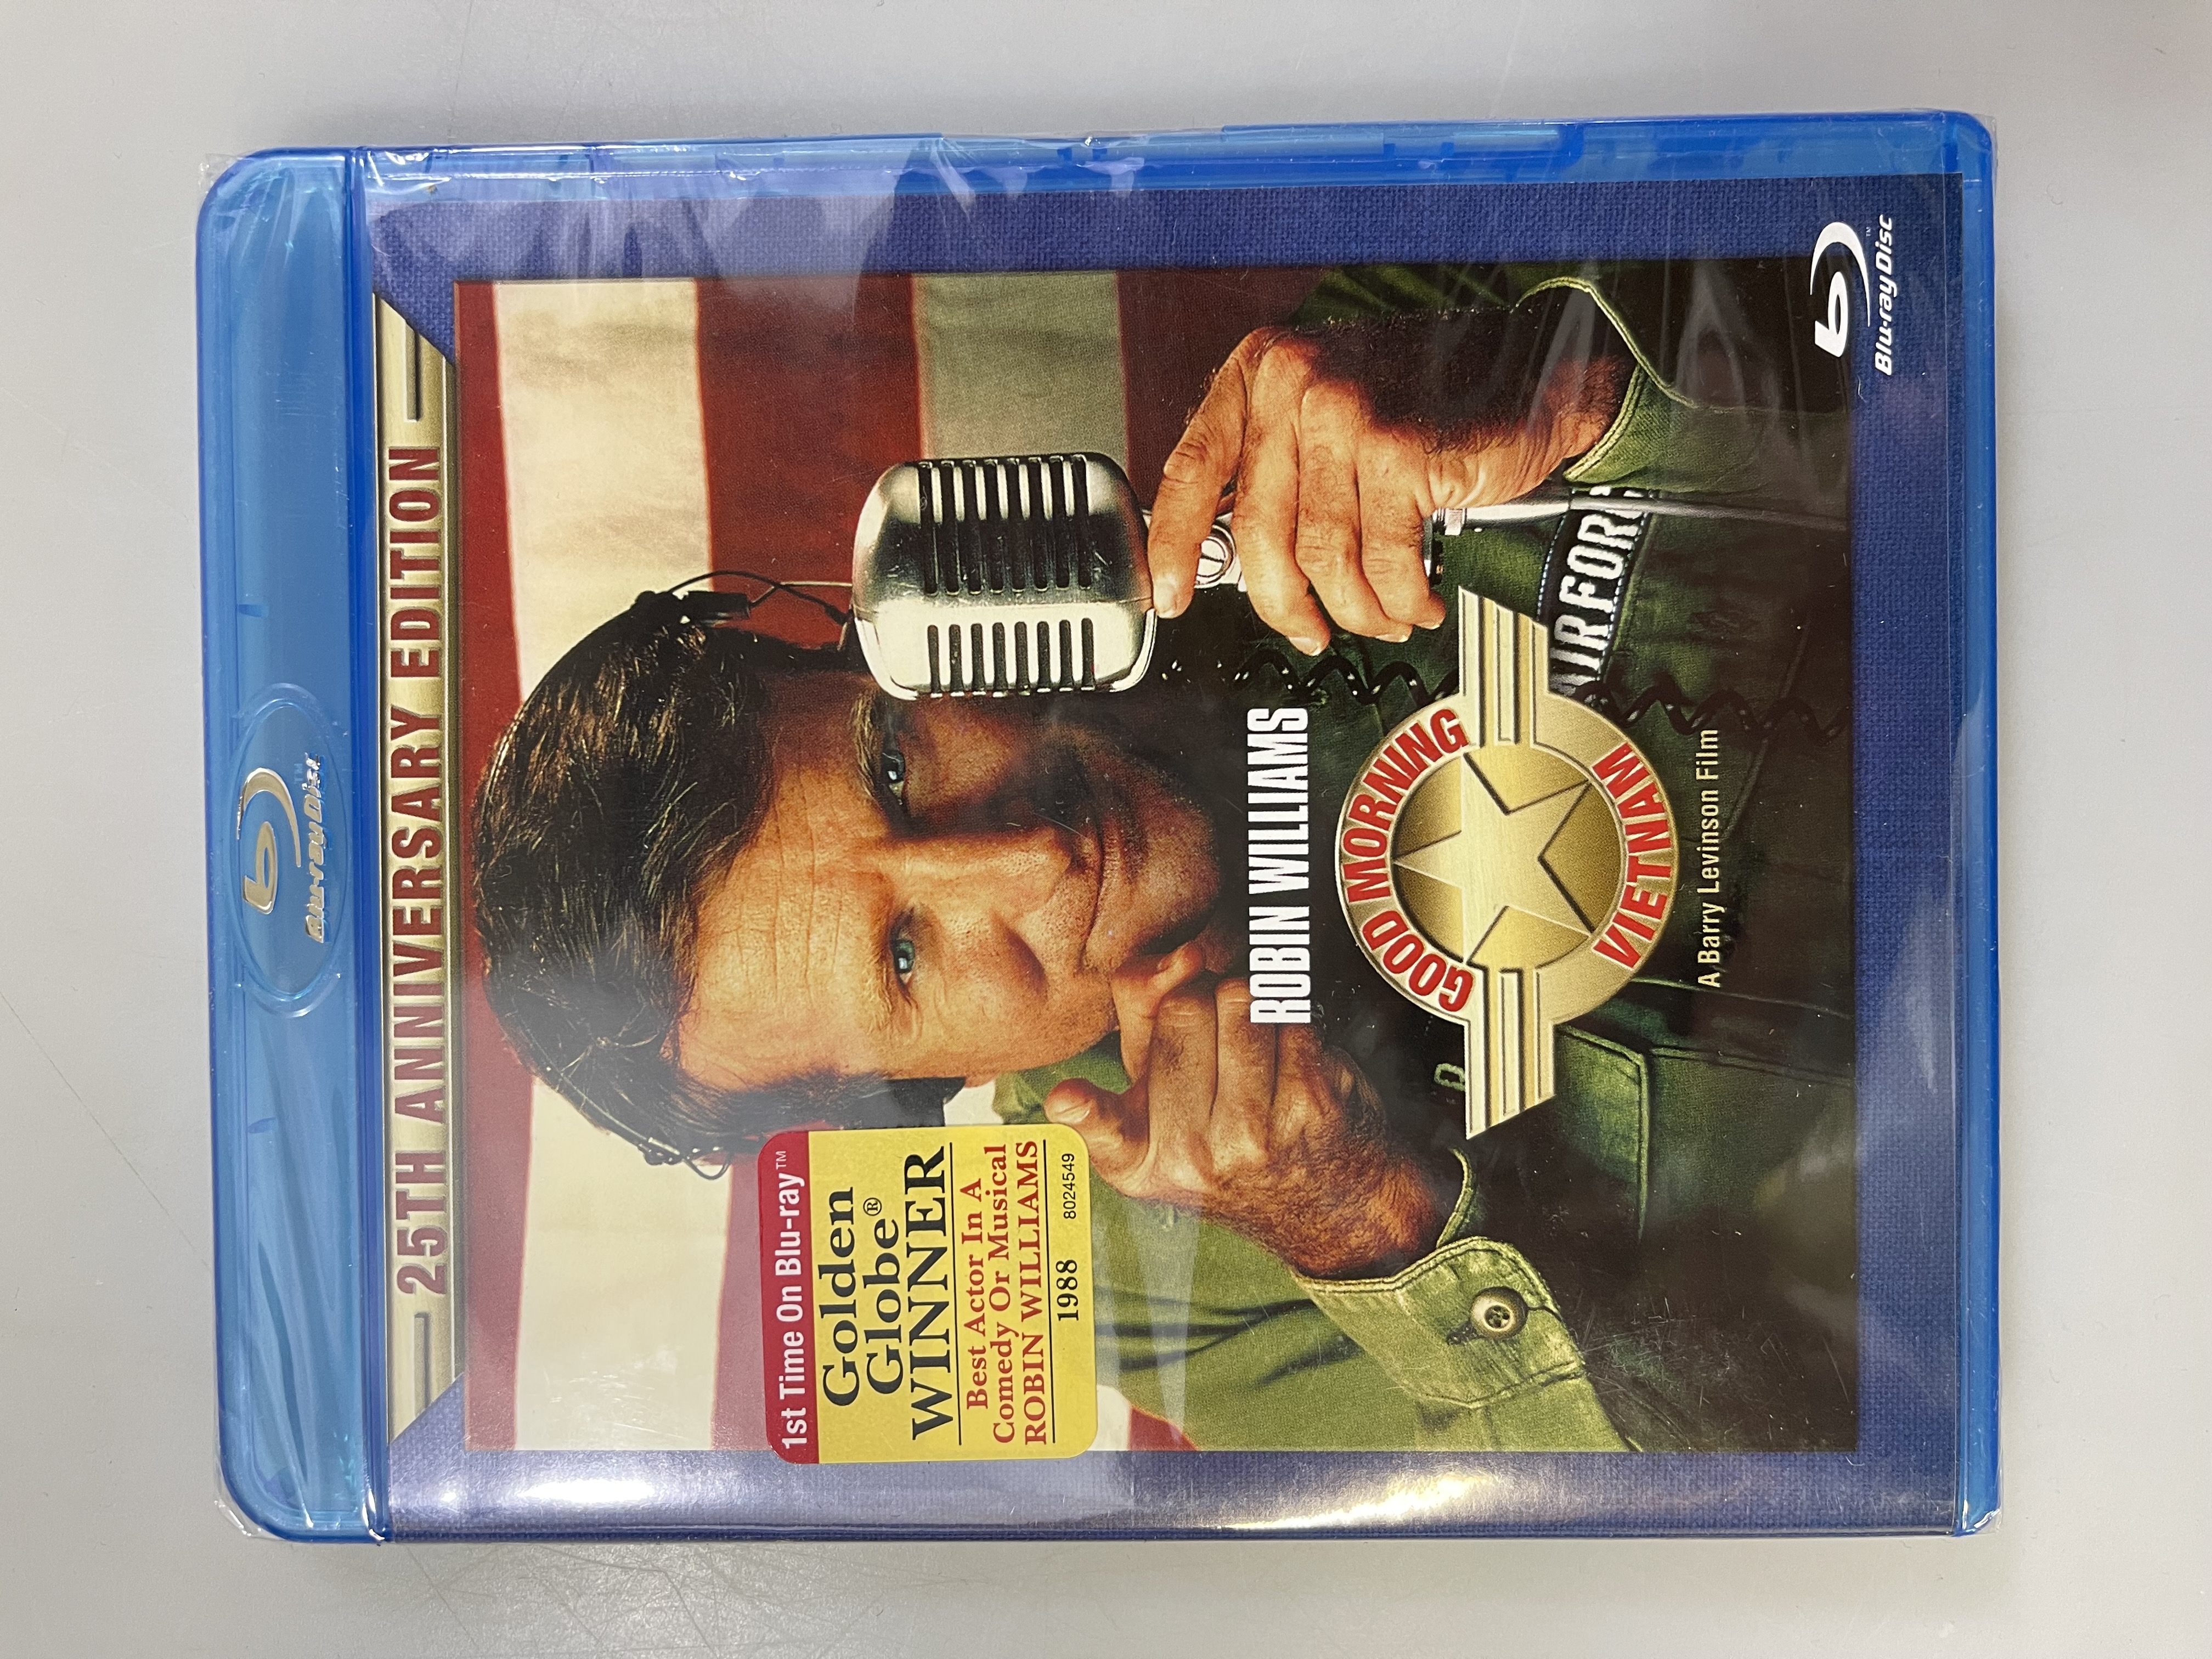 Blu-ray Disc
25TH ANNIVERSARY EDITION
1st Time On Blu-ray™
Golden
Globe®
WINNER
Best Actor In A
Comedy Or Musical
ROBIN WILLIAMS
1988 8024549
ROBIN WILLIAMS
AIR FORC
GOOD MORNING
VIETNAM
A Barry Levinson Film
Blu-ray Disc™